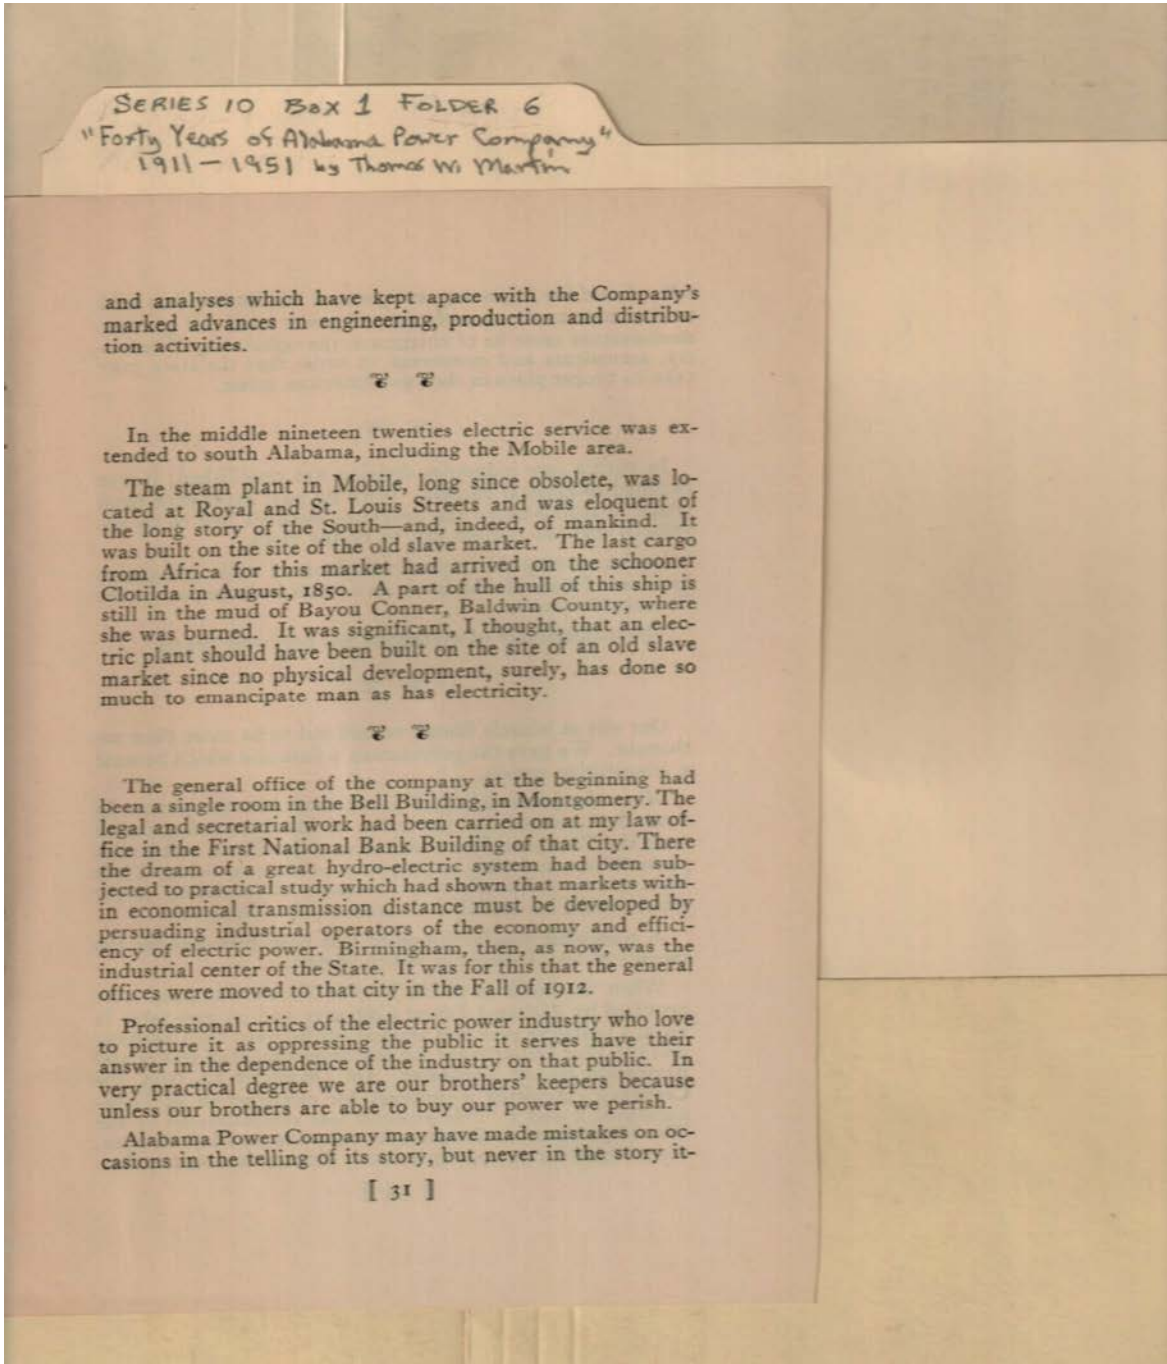 SERIES 10 BOX 1 FOLDER 6
"Forty Years of Alabama Power Company"
1911 - 1951 by Thomas W. Martin
and analyses which have kept apace with the Company's
marked advances in engineering, production and distribu-
tion activities.
In the middle nineteen twenties electric service was ex-
tended to south Alabama, including the Mobile area.
The steam plant in Mobile, long since obsolete, was lo-
cated at Royal and St. Louis Streets and was eloquent of
the long story of the South—and, indeed, of mankind. It
was built on the site of the old slave market. The last cargo
from Africa for this market had arrived on the schooner
Clotilda in August, 1850. A part of the hull of this ship is
still in the mud of Bayou Conner, Baldwin County, where
she was burned. It was significant, I thought, that an elec-
tric plant should have been built on the site of an old slave
market since no physical development, surely, has done so
much to emancipate man as has electricity.
The general office of the company at the beginning had
been a single room in the Bell Building, in Montgomery. The
legal and secretarial work had been carried on at my law of-
fice in the First National Bank Building of that city. There
the dream of a great hydro-electric system had been sub-
jected to practical study which had shown that markets with-
in economical transmission distance must be developed by
persuading industrial operators of the economy and effici-
ency of electric power. Birmingham, then, as now, was the
industrial center of the State. It was for this that the general
offices were moved to that city in the Fall of 1912.
Professional critics of the electric power industry who love
to picture it as oppressing the public it serves have their
answer in the dependence of the industry on that public. In
very practical degree we are our brothers' keepers because
unless our brothers are able to buy our power we perish.
Alabama Power Company may have made mistakes on oc-
casions in the telling of its story, but never in the story it-
[ 31 ]